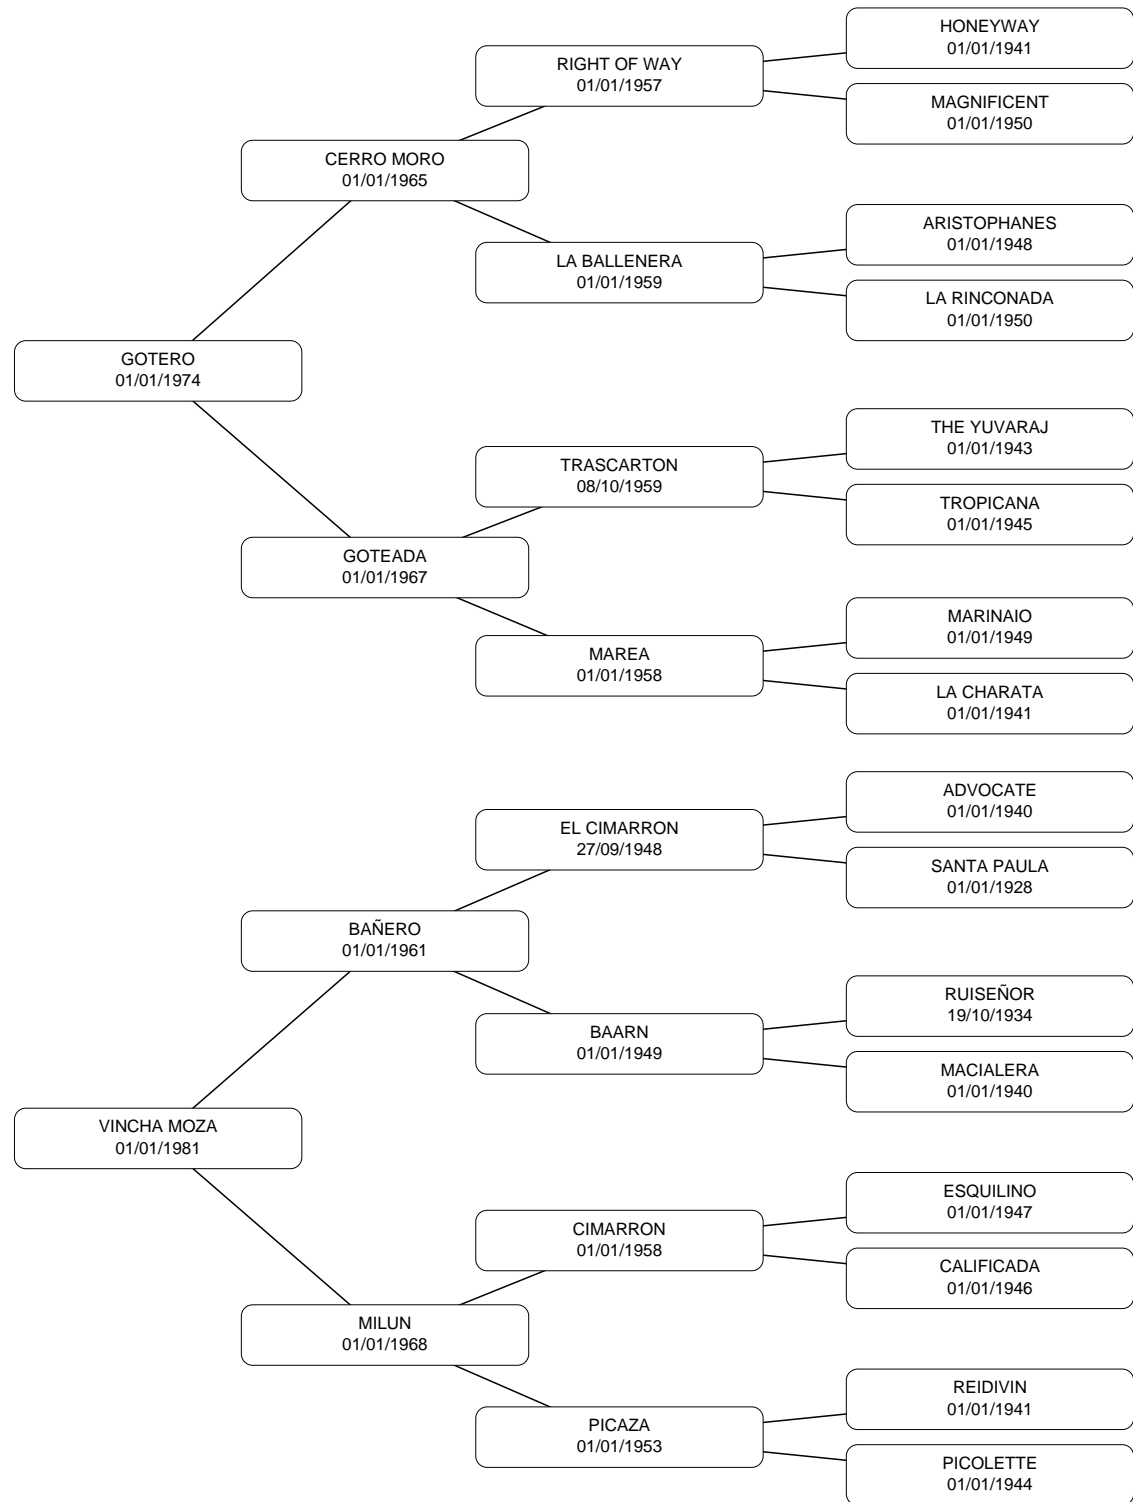 HONEYWAY
01/01/1941
RIGHT OF WAY
01/01/1957
MAGNIFICENT
01/01/1950
CERRO MORO
01/01/1965
ARISTOPHANES
01/01/1948
LA BALLENERA
01/01/1959
LA RINCONADA
01/01/1950
GOTERO
01/01/1974
THE YUVARAJ
01/01/1943
TRASCARTON
08/10/1959
TROPICANA
01/01/1945
GOTEADA
01/01/1967
MARINAIO
01/01/1949
MAREA
01/01/1958
LA CHARATA
01/01/1941
ADVOCATE
01/01/1940
EL CIMARRON
27/09/1948
SANTA PAULA
01/01/1928
BAÑERO
01/01/1961
RUISEÑOR
19/10/1934
BAARN
01/01/1949
MACIALERA
01/01/1940
VINCHA MOZA
01/01/1981
ESQUILINO
01/01/1947
CIMARRON
01/01/1958
CALIFICADA
01/01/1946
MILUN
01/01/1968
REIDIVIN
01/01/1941
PICAZA
01/01/1953
PICOLETTE
01/01/1944